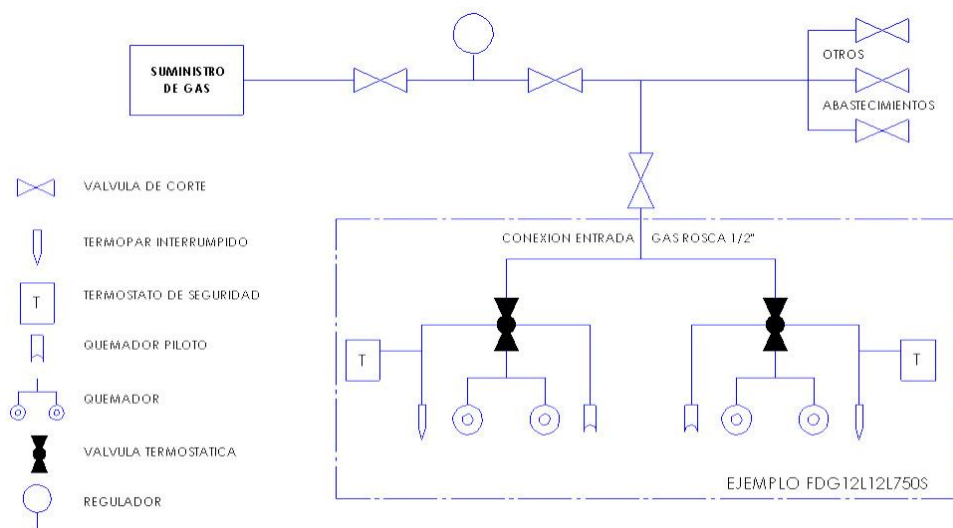 SUMINISTRO
DE GAS
OTROS
ABASTECIMIENTOS
VALVULA DE CORTE
TERMOPAR INTERRUMPIDO
T
TERMOSTATO DE SEGURIDAD
QUEMADOR PILOTO
QUEMADOR
VALVULA TERMOSTATICA
REGULADOR
CONEXION ENTRADA GAS ROSCA 1/2"
T
T
EJEMPLO FDG12L12L750S